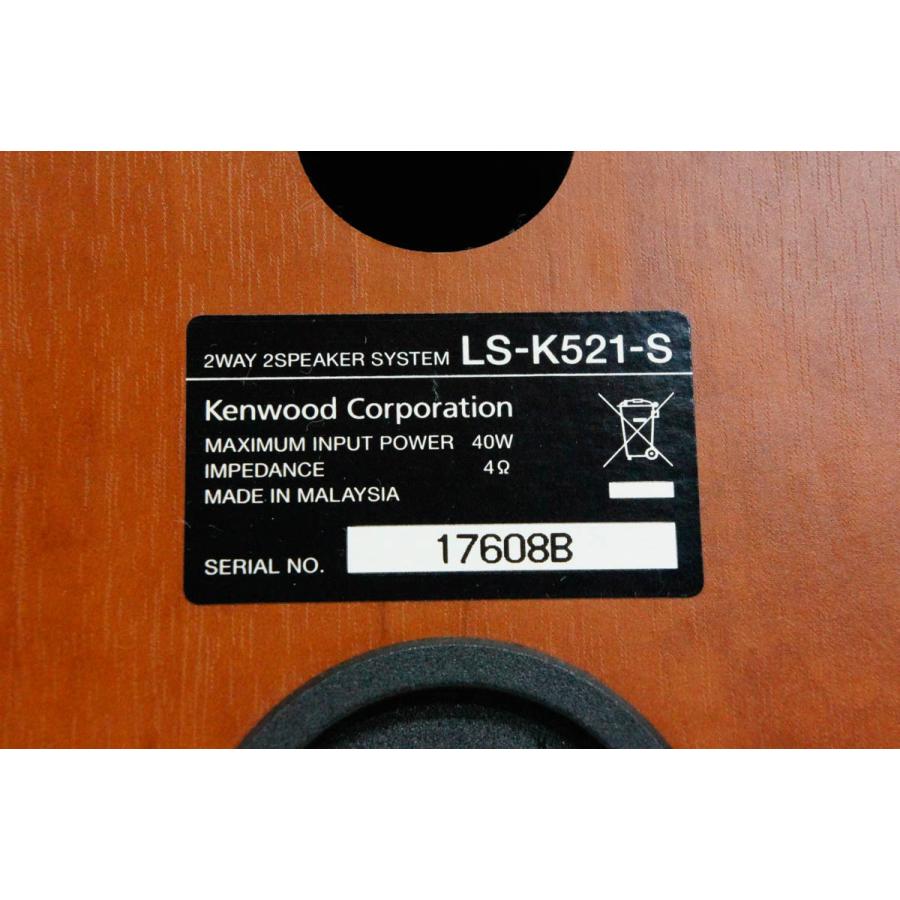 2WAY 2SPEAKER SYSTEM LS-K521-S
Kenwood Corporation
MAXIMUM INPUT POWER 40W
IMPEDANCE 4Ω
MADE IN MALAYSIA
SERIAL NO. 17608B